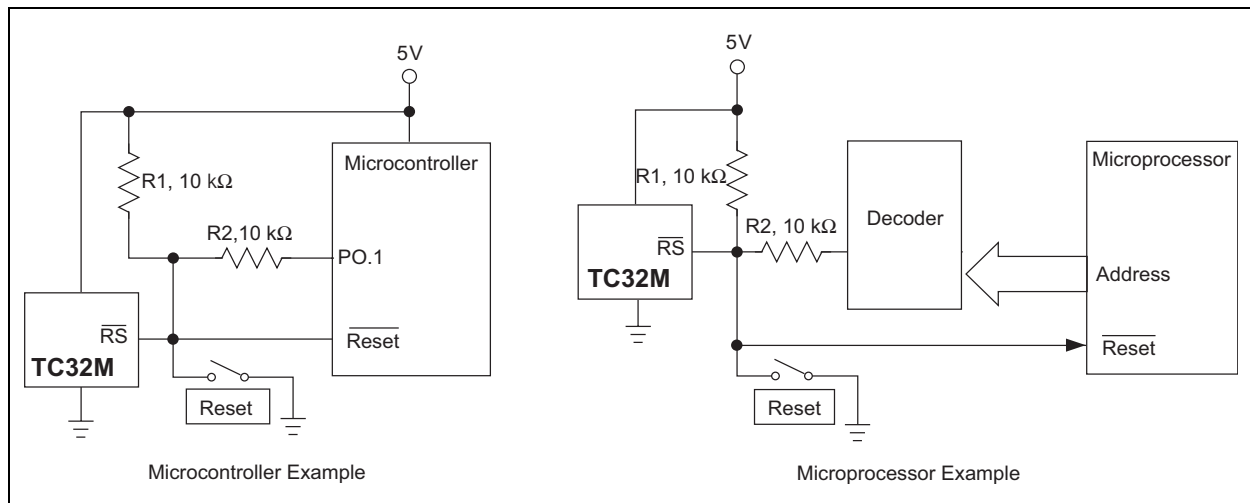 5V
Microcontroller
R1, 10 kΩ
R2,10 kΩ
PO.1
RS
TC32M
Reset
Reset
Microcontroller Example
5V
Microprocessor
R1, 10 kΩ
Decoder
R2, 10 kΩ
RS
TC32M
Address
Reset
Reset
Microprocessor Example